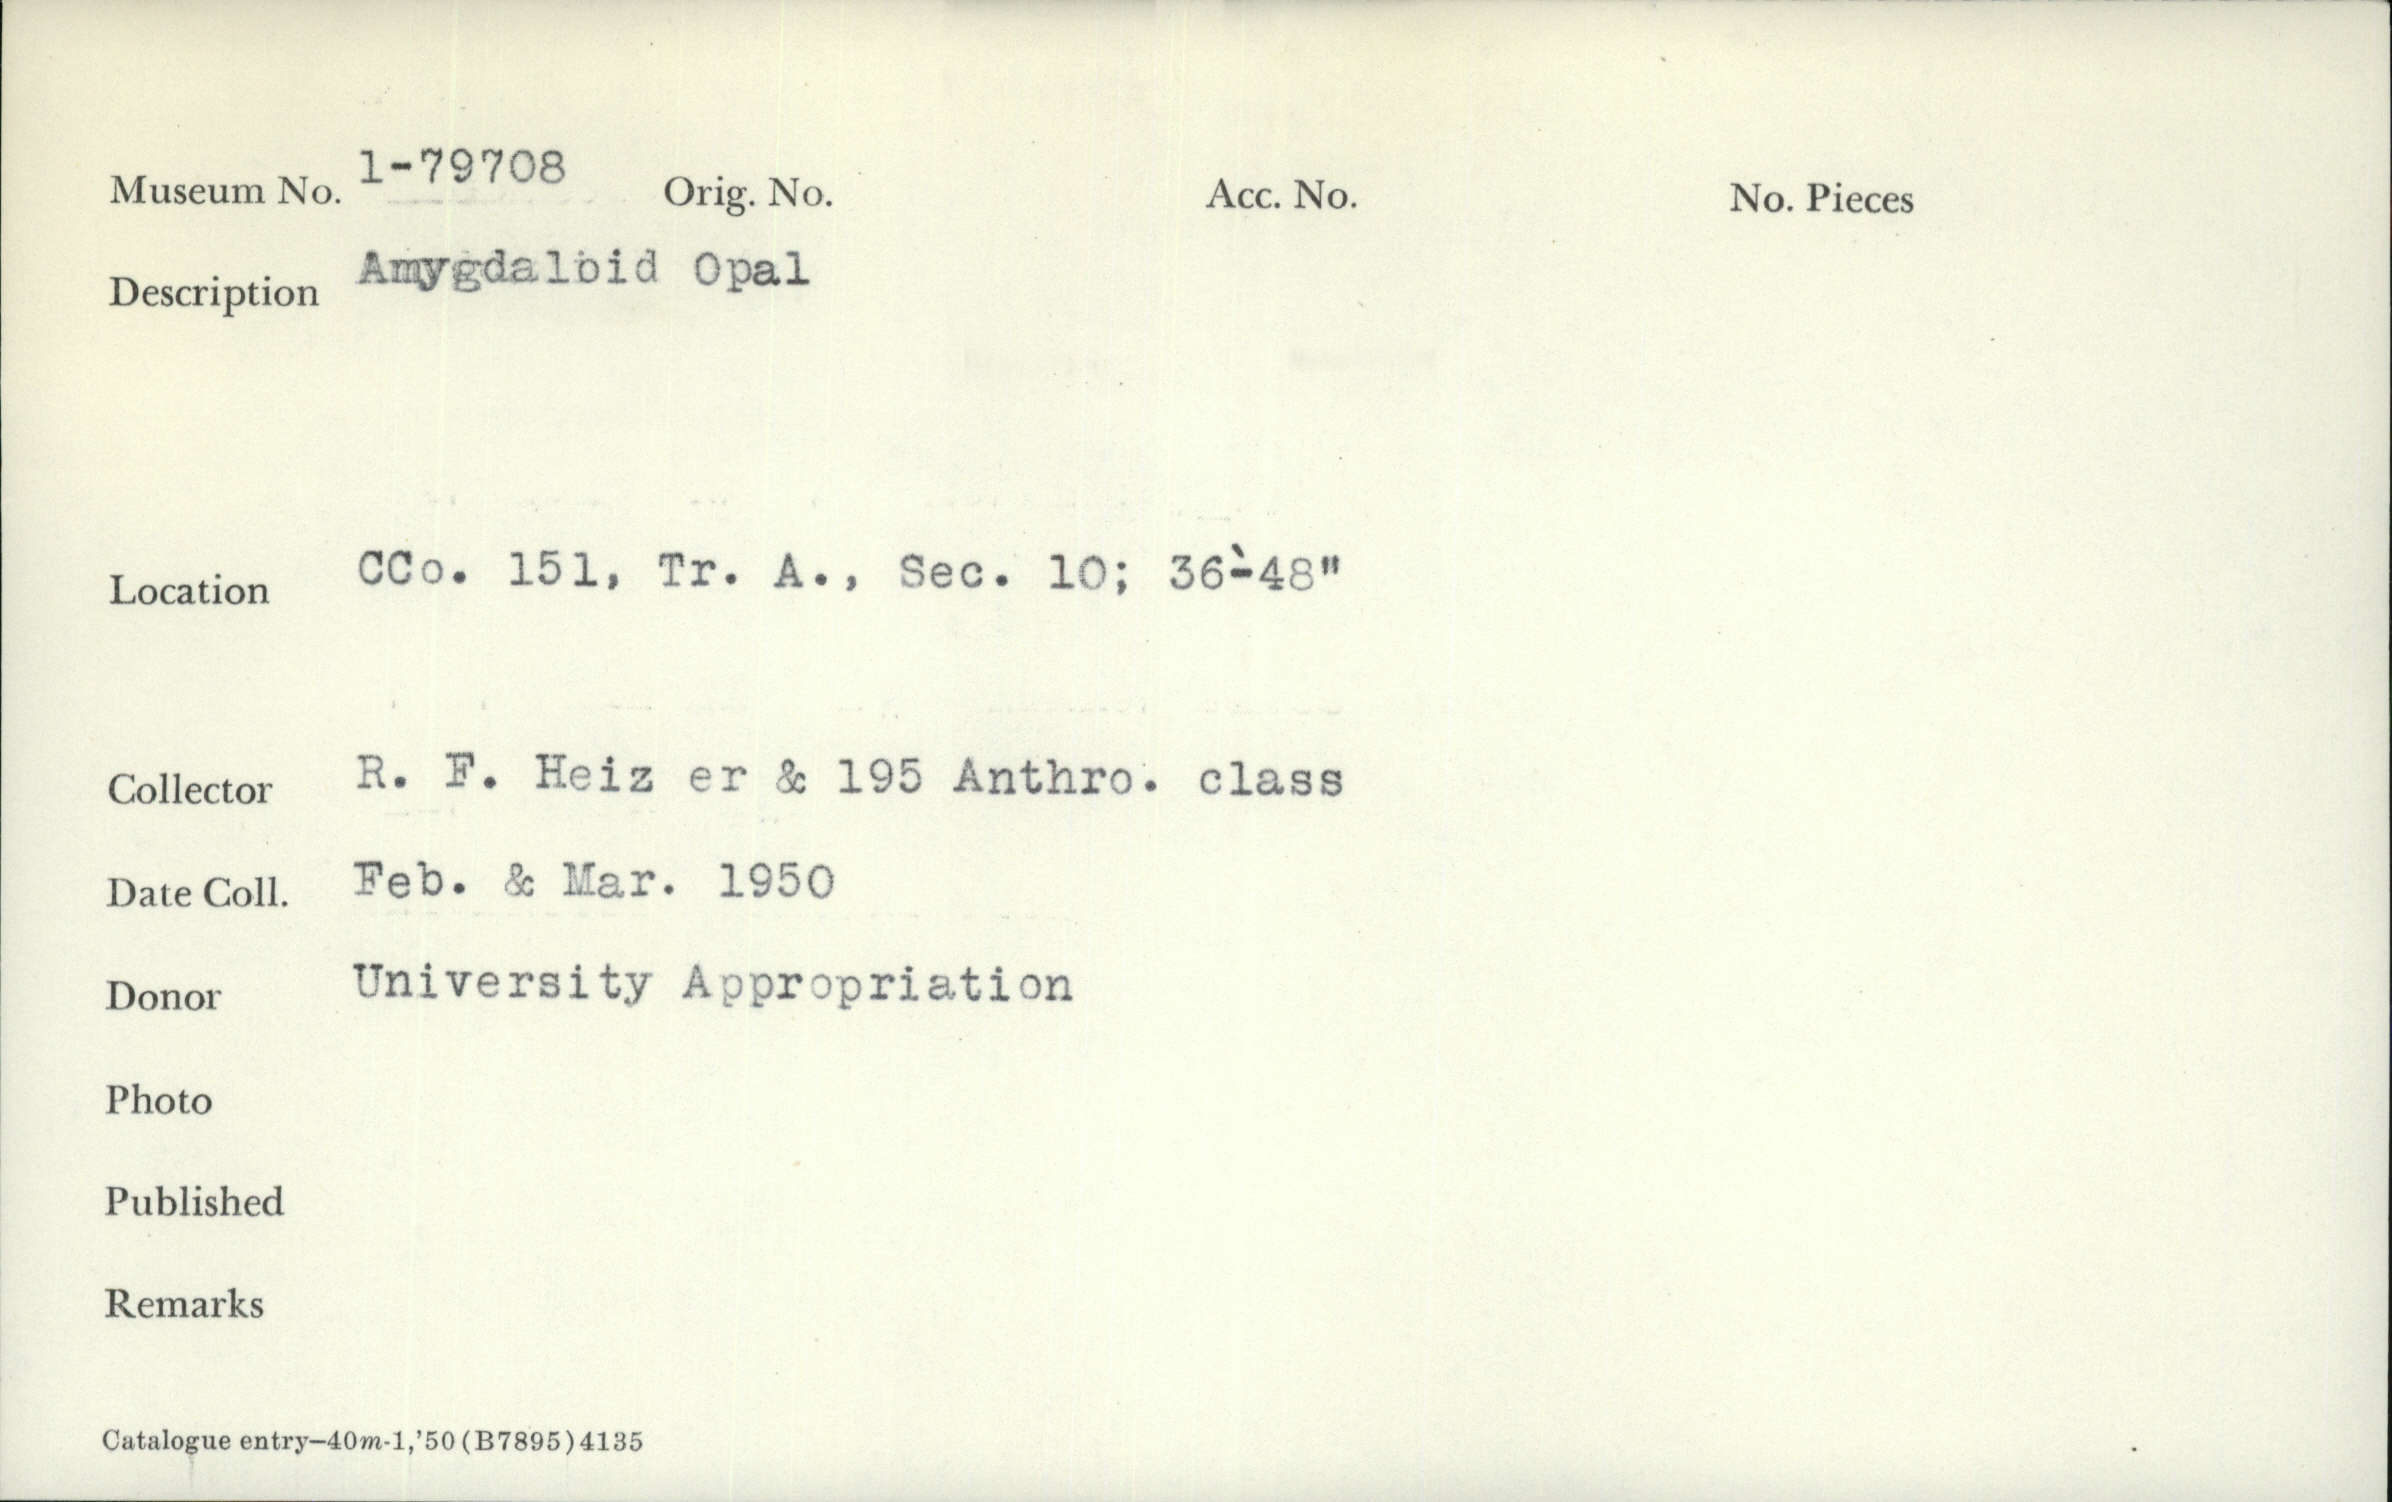 Museum No. 1-79708 Orig. No. Acc. No. No. Pieces
Description Amygdaloid Opal
Location CCo. 151, Tr. A., Sec. 10; 36-48"
Collector R. F. Heiz er & 195 Anthro. class
Date Coll. Feb. & Mar. 1950
Donor University Appropriation
Photo
Published
Remarks
Catalogue entry—40m-1,'50(B7895)4135